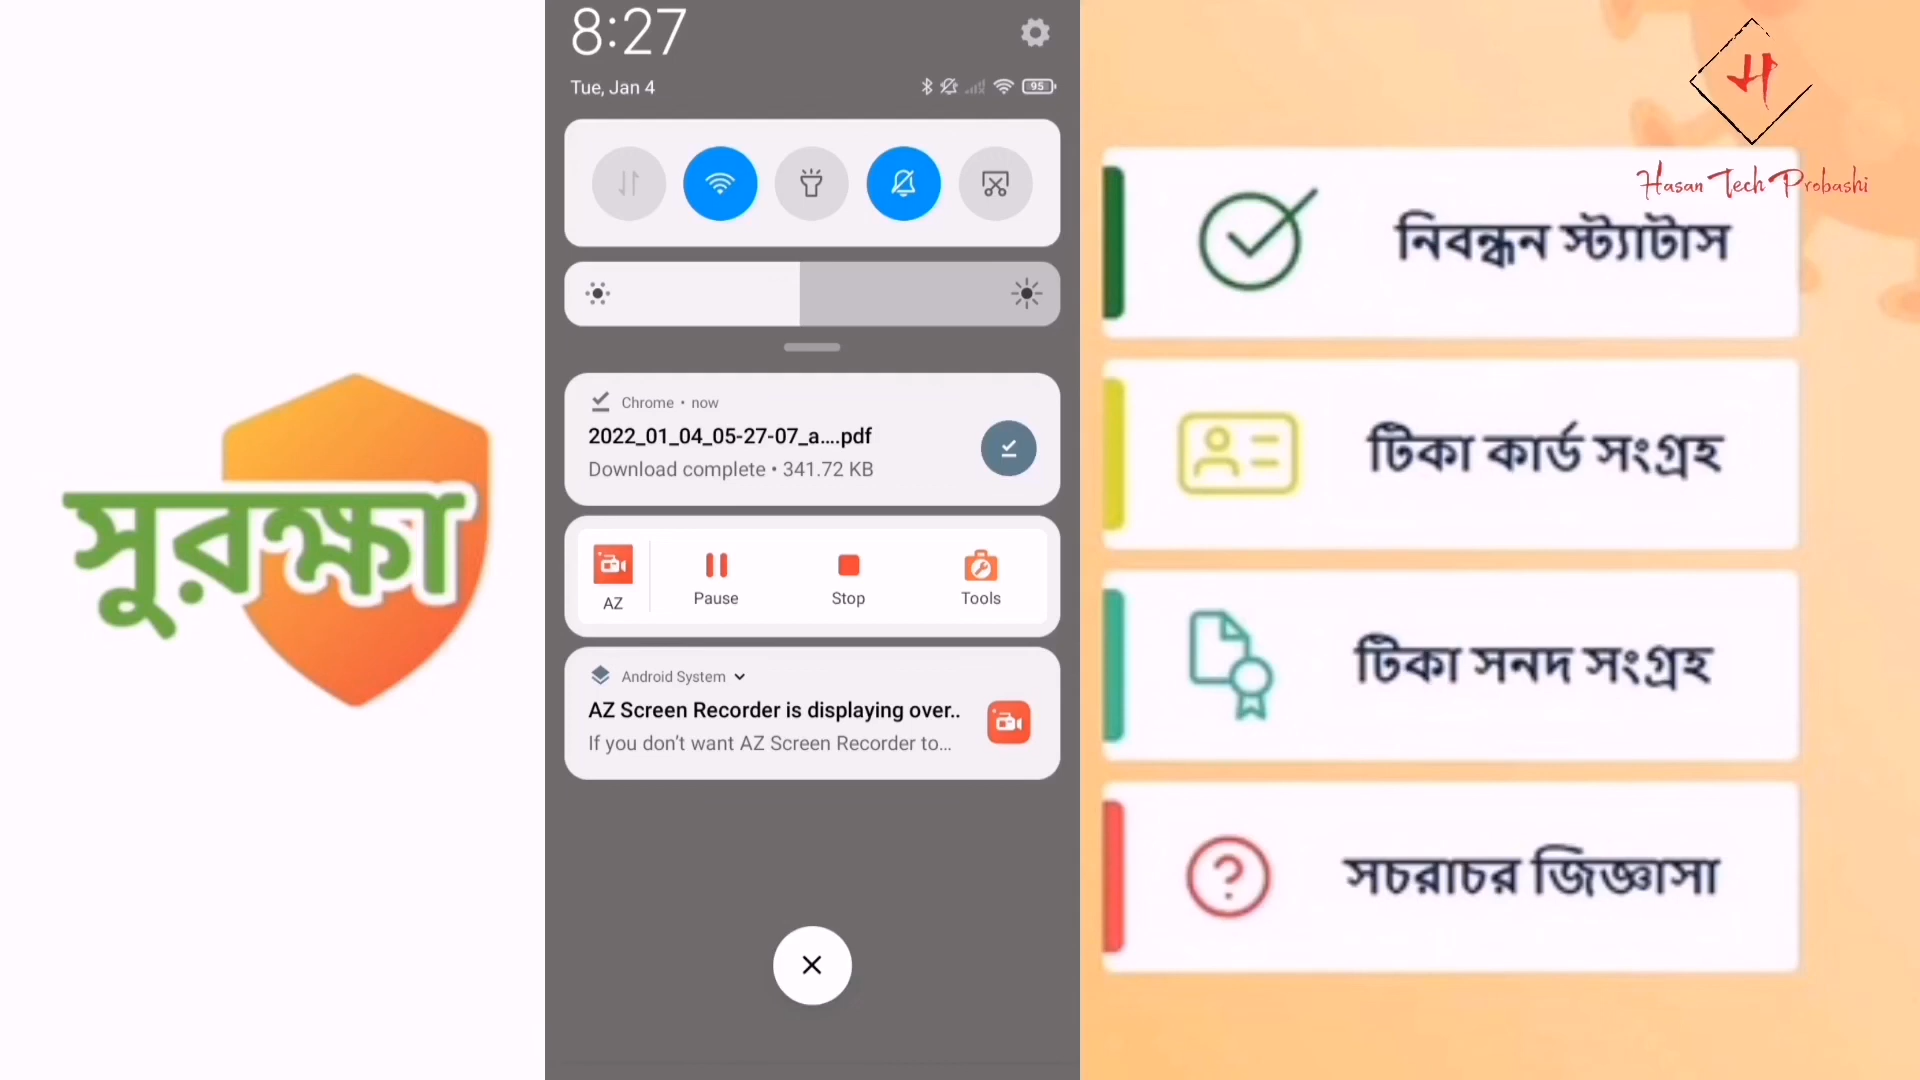 সুরক্ষা
8:27
Tue, Jan 4
95
Chrome • now
2022_01_04_05-27-07_a....pdf
Download complete • 341.72 KB
AZ
Pause
Stop
Tools
Android System
AZ Screen Recorder is displaying over..
If you don't want AZ Screen Recorder to...
H
Hasan Tech Probashi
নিবন্ধন স্ট্যাটাস
টিকা কার্ড সংগ্রহ
টিকা সনদ সংগ্রহ
সচরাচর জিজ্ঞাসা